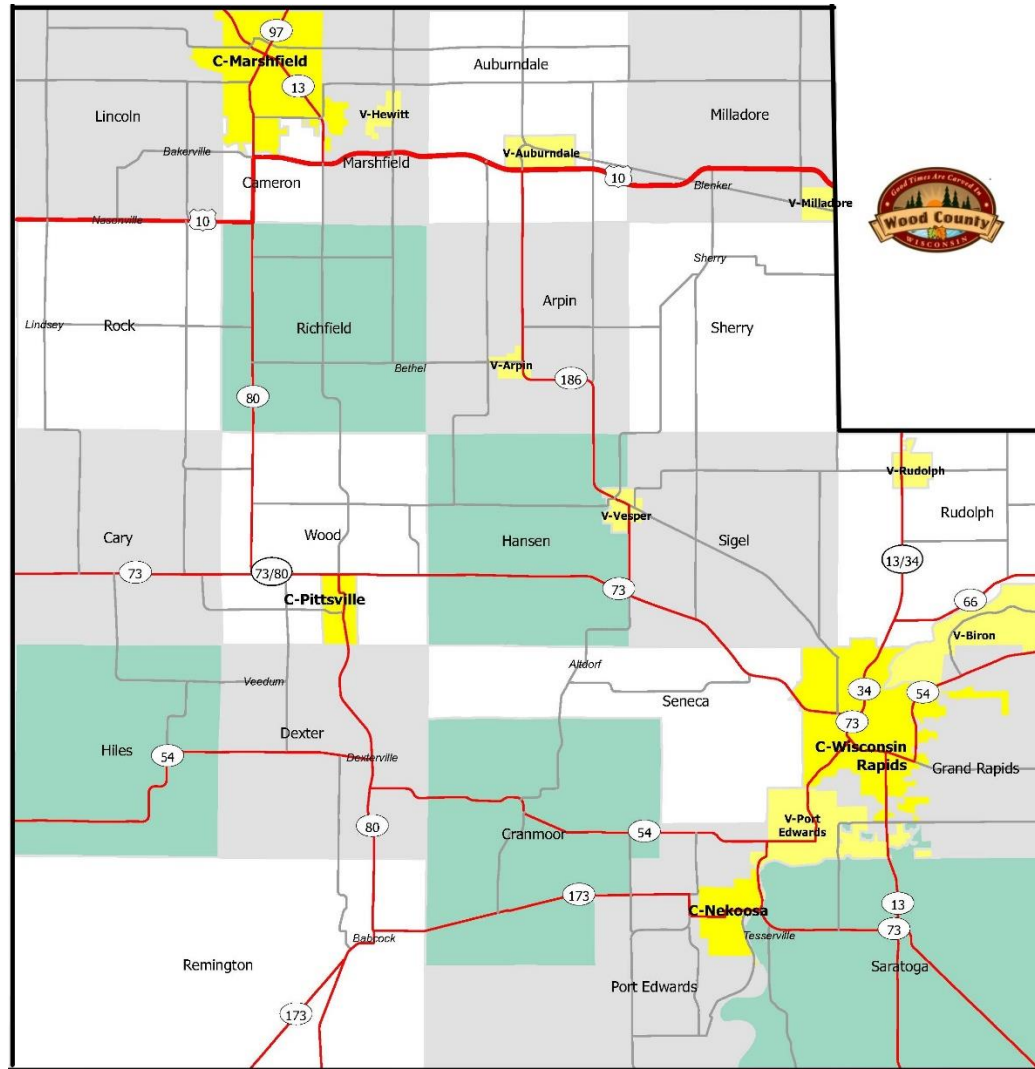 97
C-Marshfield
Auburndale
13
Lincoln
V-Hewitt
Milladore
Bakerville
Marshfield
V-Auburndale
10
Cameron
Blenker
V-Milladore
Nasonville
10
Good Times Are Carved In
Wood County
WISCONSIN
Sherry
Arpin
Lindsey
Rock
Richfield
Sherry
Bethel
V-Arpin
186
80
V-Rudolph
V-Vesper
Rudolph
Cary
Wood
Hansen
Sigel
13/34
73
73/80
73
C-Pittsville
66
V-Biron
Altdorf
Veedum
Seneca
34
54
Hiles
54
Dexter
Dexterville
73
C-Wisconsin
Rapids
Grand Rapids
80
Cranmoor
54
V-Port
Edwards
173
C-Nekoosa
13
Babcock
Tesserville
73
Remington
Port Edwards
Saratoga
173